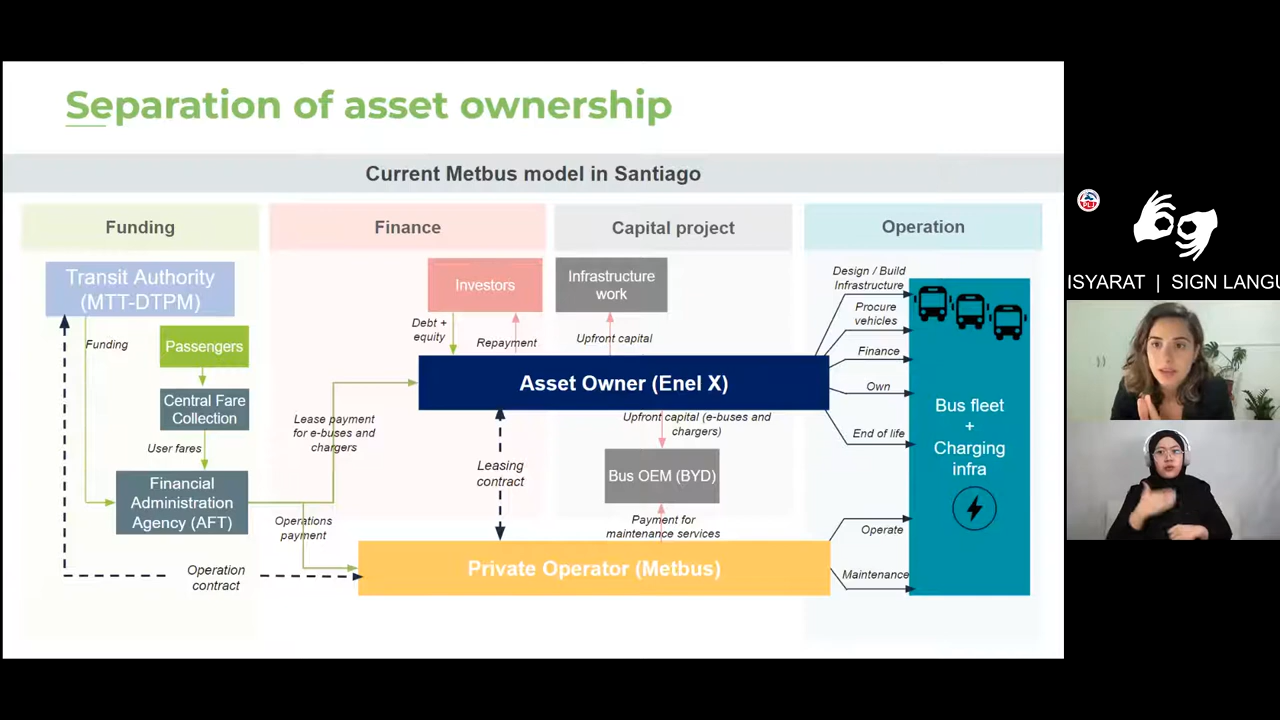 Separation of asset ownership
Current Metbus model in Santiago
Funding
Finance
Capital project
Operation
Transit Authority
(MTT-DTPM)
Funding
Passengers
Central Fare
Collection
User fares
Financial
Administration
Agency (AFT)
Operation
contract
Operations
payment
Lease payment
for e-buses and
chargers
Investors
Debt +
equity
Repayment
Infrastructure
work
Upfront capital
Asset Owner (Enel X)
Leasing
contract
Upfront capital (e-buses and
chargers)
Bus OEM (BYD)
Payment for
maintenance services
Private Operator (Metbus)
Design / Build
Infrastructure
Procure
vehicles
Finance
Own
End of life
Operate
Maintenance
Bus fleet
+
Charging
infra
ISYARAT | SIGN LANGU